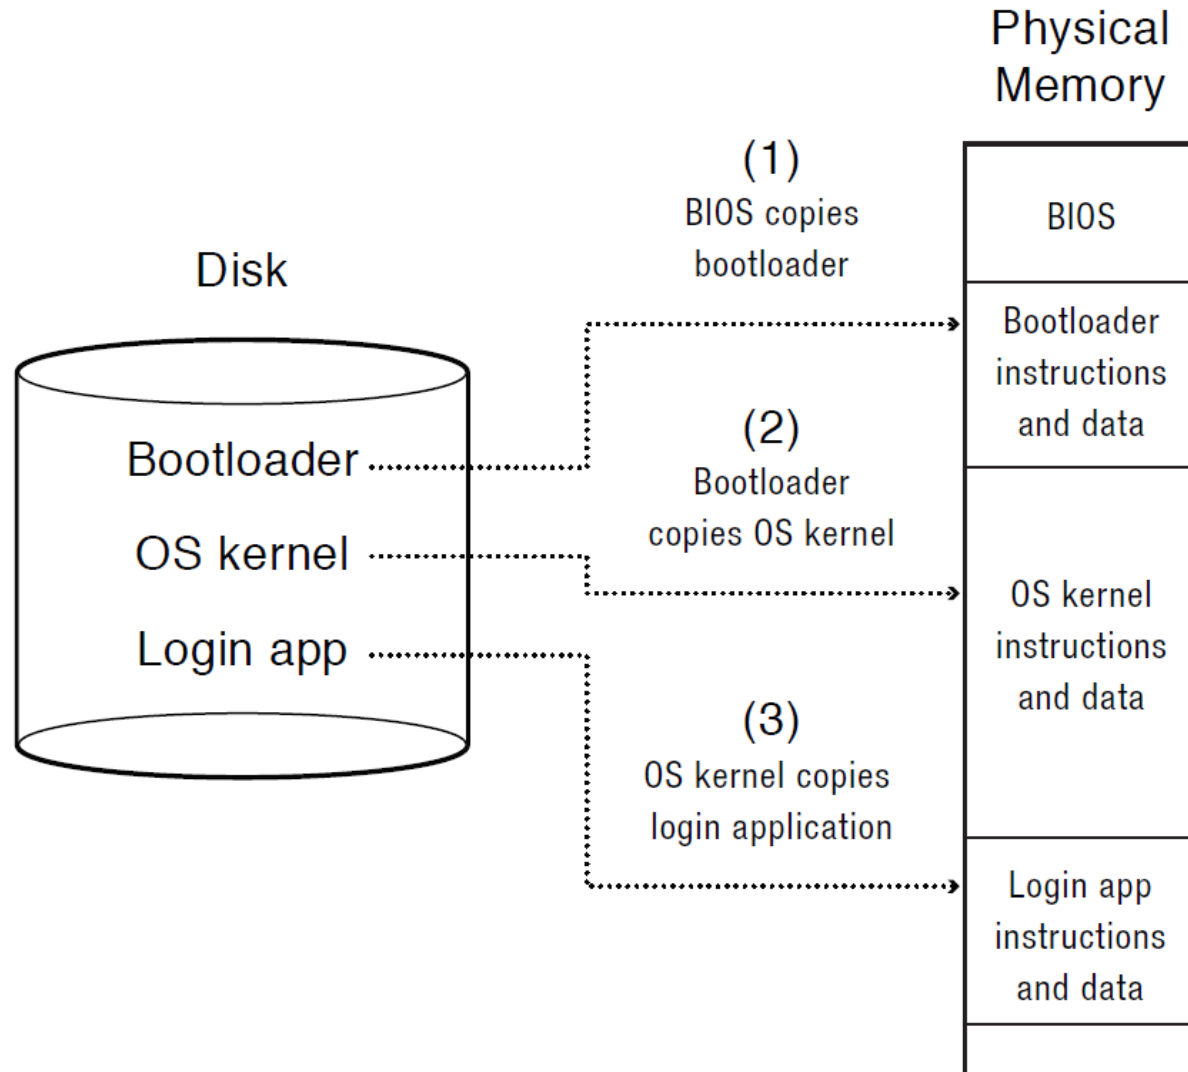 Physical
Memory
(1)
BIOS copies
bootloader
BIOS
Disk
Bootloader
instructions
and data
(2)
Bootloader
copies OS kernel
Bootloader
OS kernel
Login app
OS kernel
instructions
and data
(3)
OS kernel copies
login application
Login app
instructions
and data